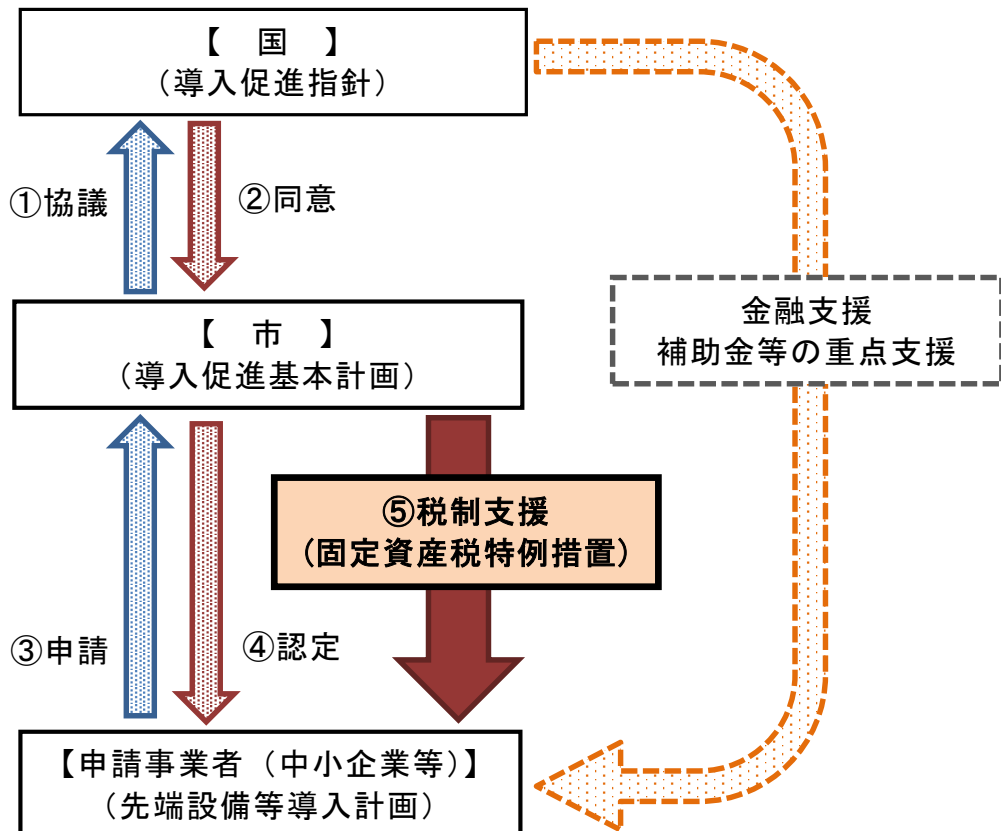 【　国　】
（導入促進指針）
①協議
②同意
【　市　】
（導入促進基本計画）
金融支援
補助金等の重点支援
⑤税制支援
（固定資産税特例措置）
③申請
④認定
【申請事業者（中小企業等）】
（先端設備等導入計画）